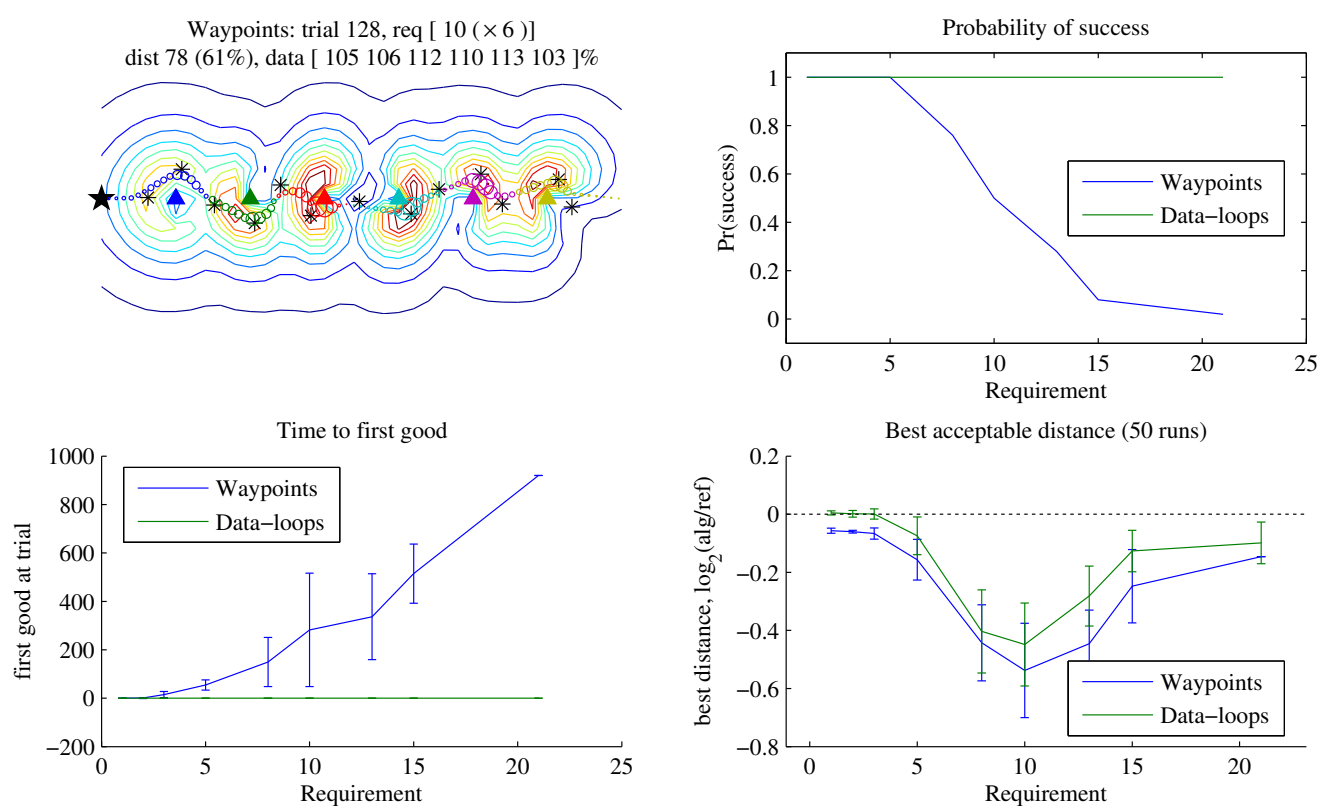 Waypoints: trial 128, req [ 10 (×6 )]
dist 78 (61%), data [ 105 106 112 110 113 103 ]%
Probability of success
1
0.8
0.6
0.4
0.2
0
Pr(success)
Waypoints
Data−loops
0 5 10 15 20 25
Requirement
Time to first good
1000
800
600
400
200
0
−200
first good at trial
Waypoints
Data−loops
0 5 10 15 20 25
Requirement
Best acceptable distance (50 runs)
0.2
0
−0.2
−0.4
−0.6
−0.8
best distance, log2(alg/ref)
Waypoints
Data−loops
0 5 10 15 20
Requirement